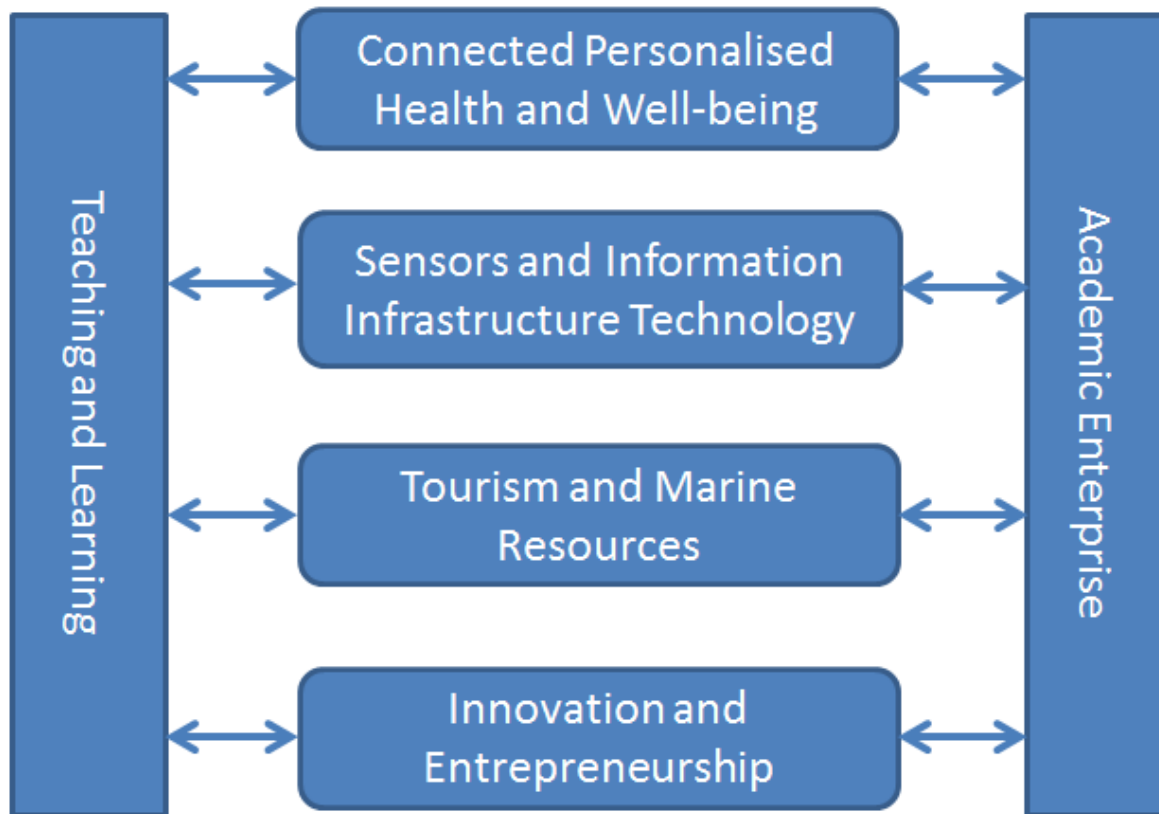 Teaching and Learning
Connected Personalised
Health and Well-being
Sensors and Information
Infrastructure Technology
Tourism and Marine
Resources
Innovation and
Entrepreneurship
Academic Enterprise